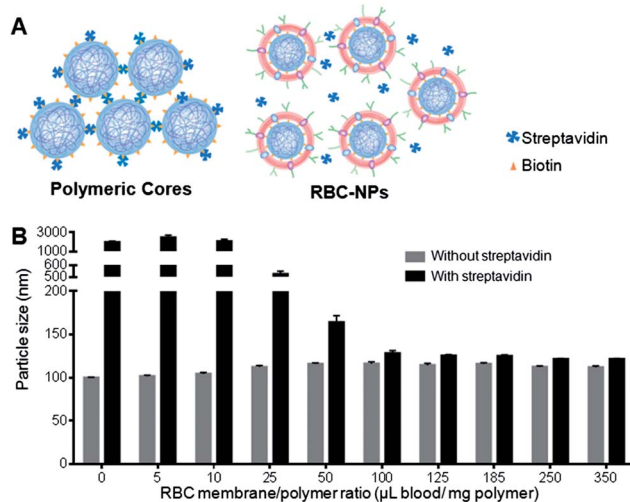 A
Streptavidin
Biotin
Polymeric Cores
RBC-NPs
B
Particle size (nm)
3000
1000
600
500
200
150
100
50
0
Without streptavidin
With streptavidin
0 5 10 25 50 100 125 185 250 350
RBC membrane/polymer ratio (µL blood/ mg polymer)